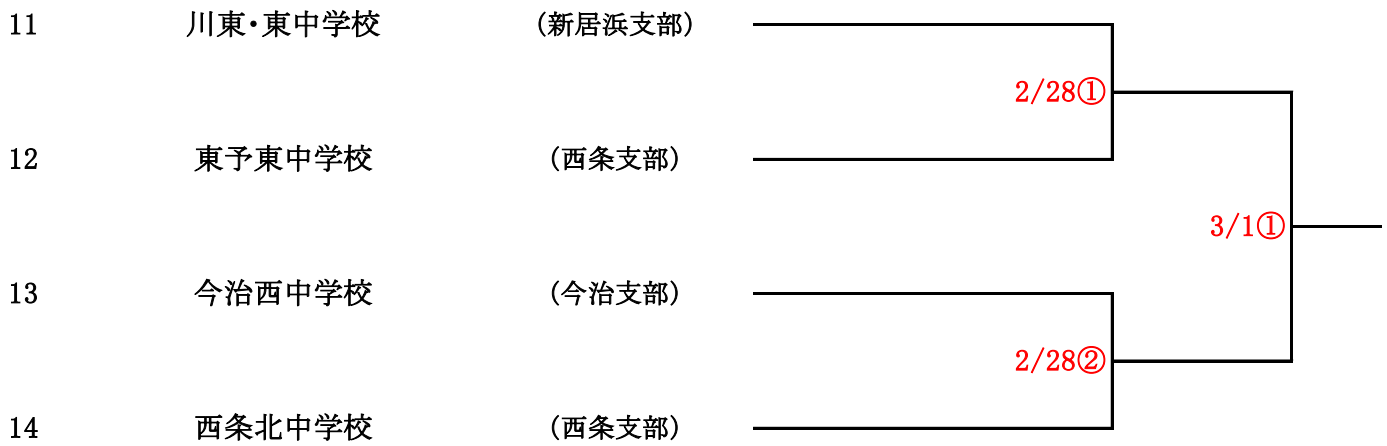 11 川東・東中学校 （新居浜支部）
2/28①
12 東予東中学校 （西条支部）
3/1①
13 今治西中学校 （今治支部）
2/28②
14 西条北中学校 （西条支部）